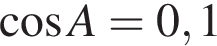 cos A = 0, 1